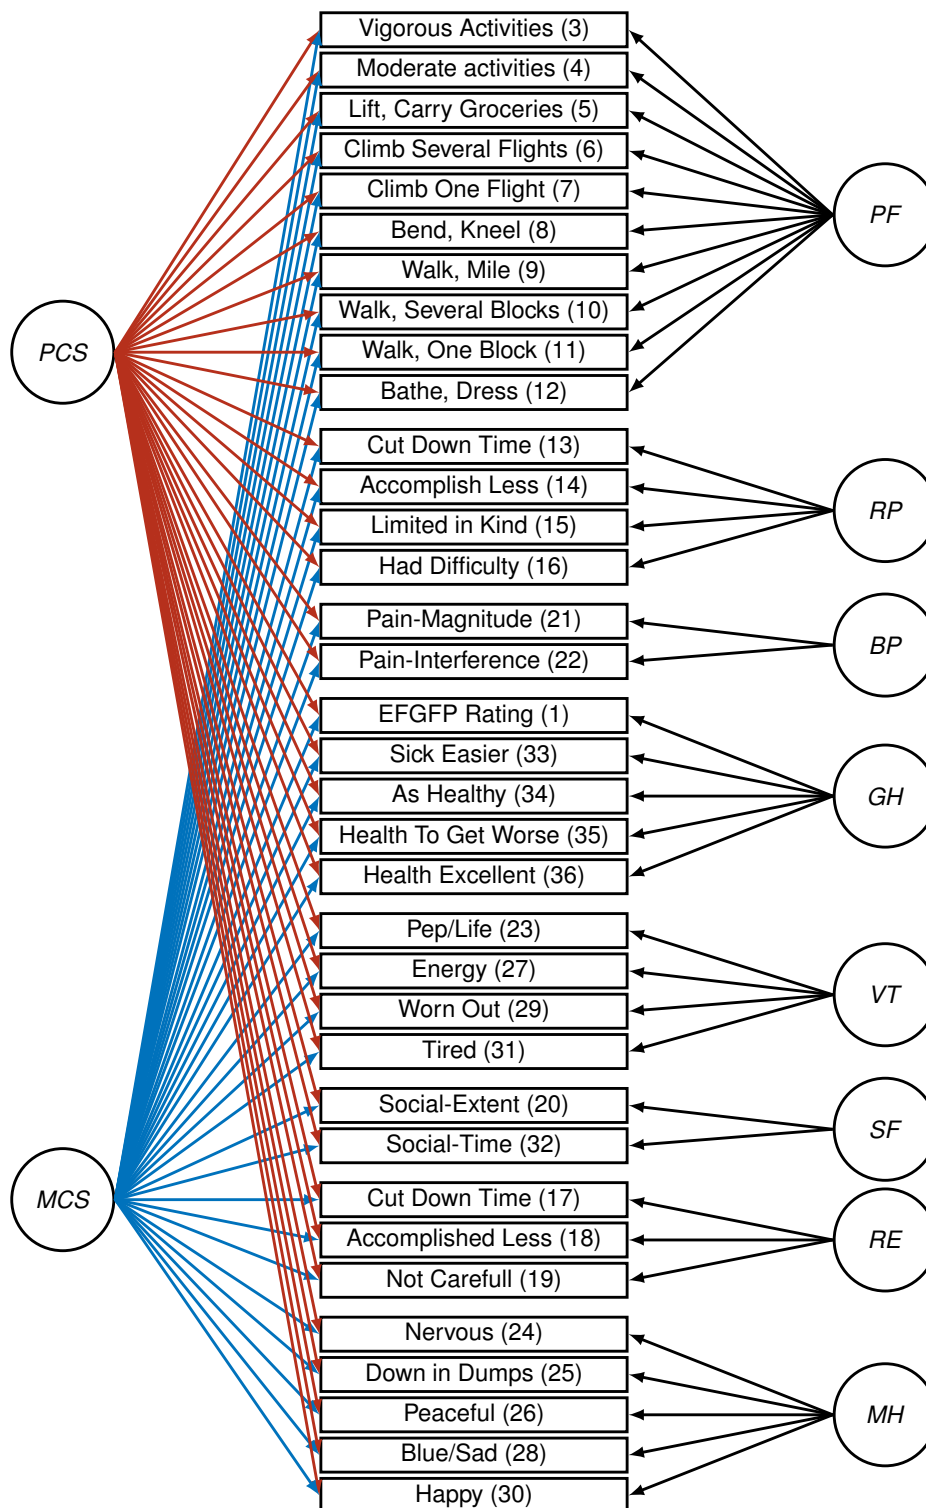 Vigorous Activities (3)
Moderate activities (4)
Lift, Carry Groceries (5)
Climb Several Flights (6)
Climb One Flight (7)
Bend, Kneel (8)
Walk, Mile (9)
Walk, Several Blocks (10)
Walk, One Block (11)
Bathe, Dress (12)
PF
PCS
Cut Down Time (13)
Accomplish Less (14)
Limited in Kind (15)
Had Difficulty (16)
RP
Pain-Magnitude (21)
Pain-Interference (22)
BP
EFGFP Rating (1)
Sick Easier (33)
As Healthy (34)
Health To Get Worse (35)
Health Excellent (36)
GH
Pep/Life (23)
Energy (27)
Worn Out (29)
Tired (31)
VT
Social-Extent (20)
Social-Time (32)
SF
MCS
Cut Down Time (17)
Accomplished Less (18)
Not Carefull (19)
RE
Nervous (24)
Down in Dumps (25)
Peaceful (26)
Blue/Sad (28)
Happy (30)
MH